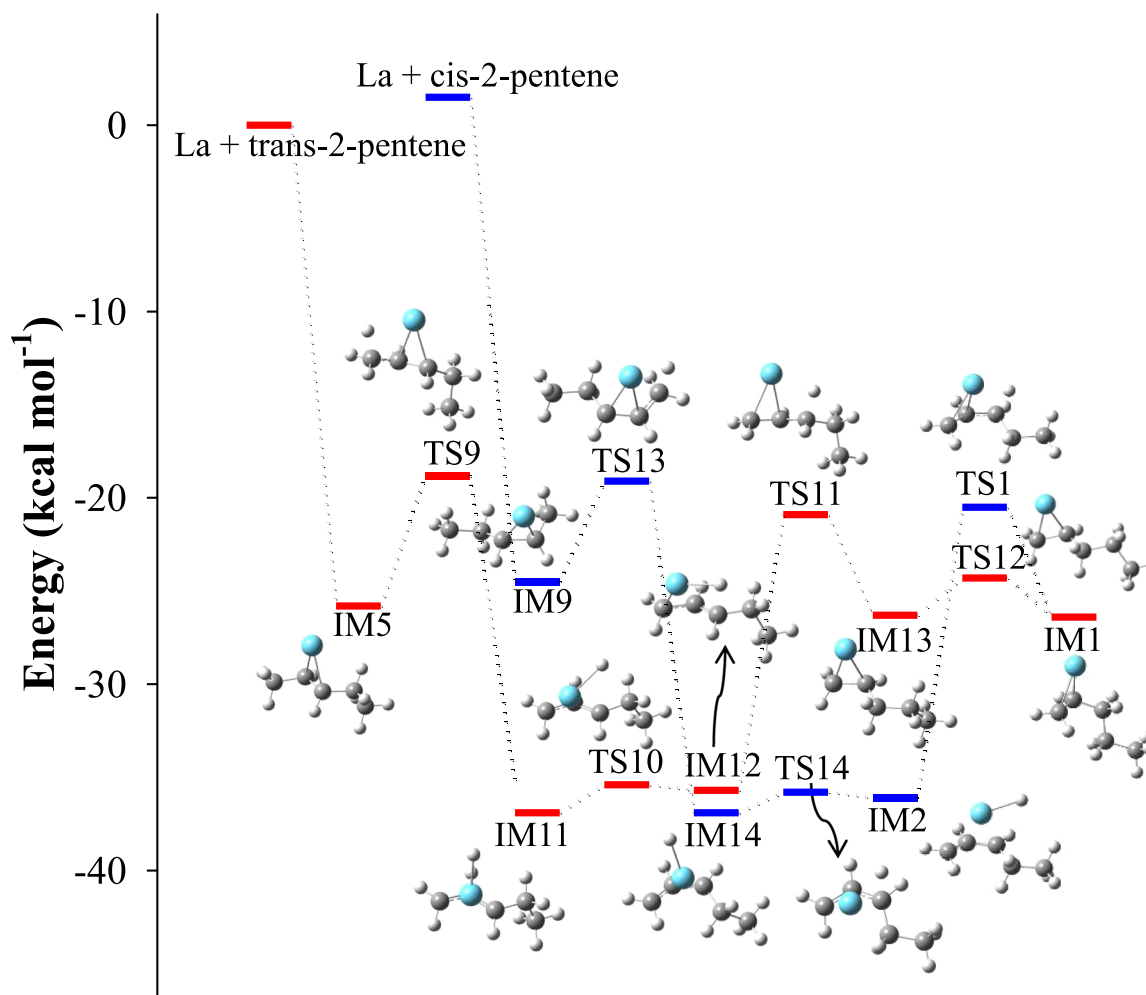 La + cis-2-pentene
0
La + trans-2-pentene
-10
Energy (kcal mol-1)
TS9
TS13
TS11
TS1
-20
TS12
IM9
IM5
IM13
IM1
-30
TS10
IM12
TS14
IM11
IM14
IM2
-40